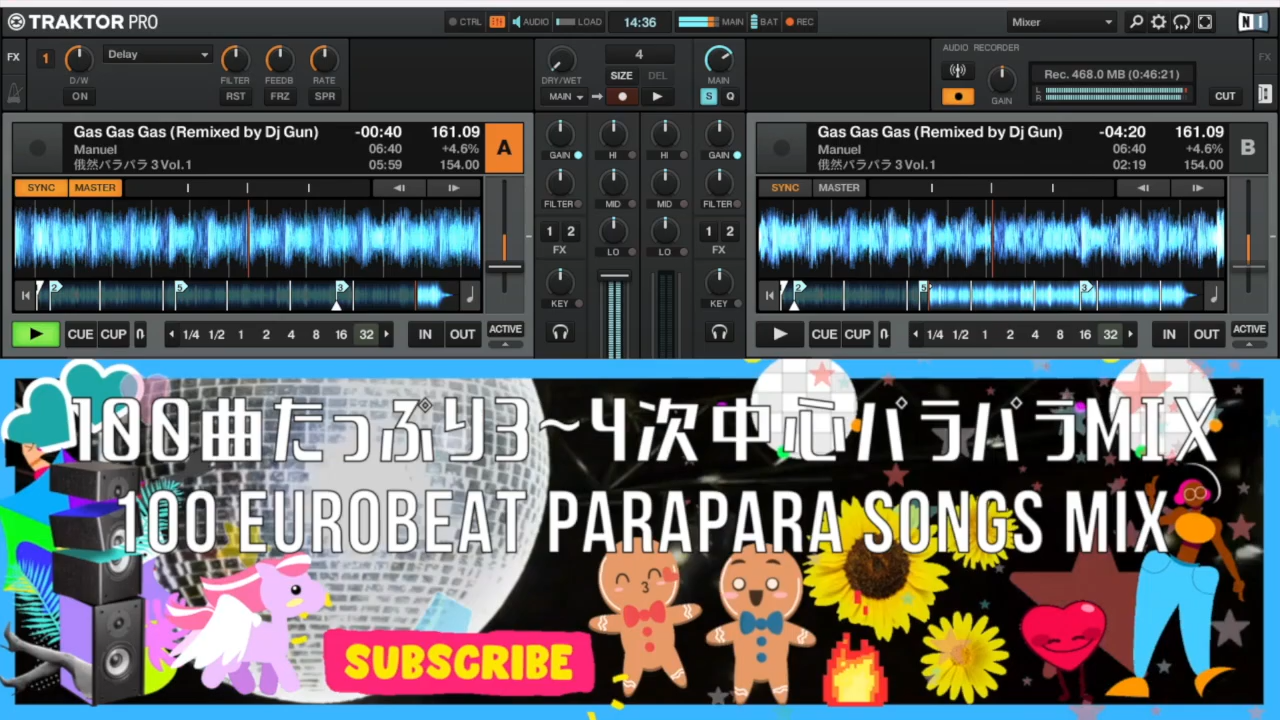 TRAKTOR PRO
CTRL AUDIO LOAD 14:36 MAIN BAT REC
Mixer
NI
FX
1 Delay
D/W FILTER FEEDB RATE
ON RST FRZ SPR
4
SIZE DEL
DRY/WET MAIN
MAIN S Q
AUDIO RECORDER
Rec. 468.0 MB (0:46:21)
L
R
GAIN
CUT
FX
Gas Gas Gas (Remixed by Dj Gun) -00:40 161.09 A
Manuel 06:40 +4.6%
俄然パラパラ 3 Vol.1 05:59 154.00
SYNC MASTER
2 5 3
CUE CUP 1/4 1/2 1 2 4 8 16 32 IN OUT ACTIVE
GAIN HI HI GAIN
FILTER MID MID FILTER
1 2 LO LO 1 2
FX FX
KEY KEY
Gas Gas Gas (Remixed by Dj Gun) -04:20 161.09 B
Manuel 06:40 +4.6%
俄然パラパラ 3 Vol.1 02:19 154.00
SYNC MASTER
2 5 3
CUE CUP 1/4 1/2 1 2 4 8 16 32 IN OUT ACTIVE
100曲たっぷり3~4次中心パラパラMIX
100 EUROBEAT PARAPARA SONGS MIX
SUBSCRIBE